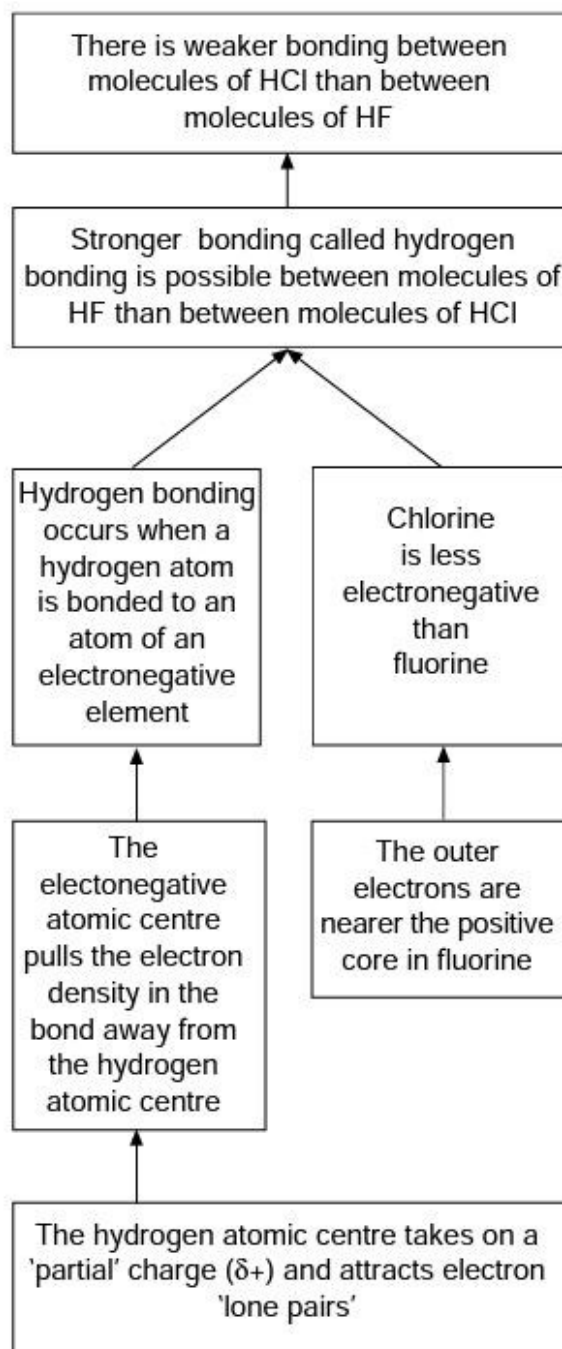 There is weaker bonding between
molecules of HCl than between
molecules of HF
Stronger bonding called hydrogen
bonding is possible between molecules of
HF than between molecules of HCl
Hydrogen bonding
occurs when a
hydrogen atom
is bonded to an
atom of an
electronegative
element
Chlorine
is less
electronegative
than
fluorine
The
electonegative
atomic centre
pulls the electron
density in the
bond away from
the hydrogen
atomic centre
The outer
electrons are
nearer the positive
core in fluorine
The hydrogen atomic centre takes on a
‛partial’ charge (δ+) and attracts electron
‛lone pairs’